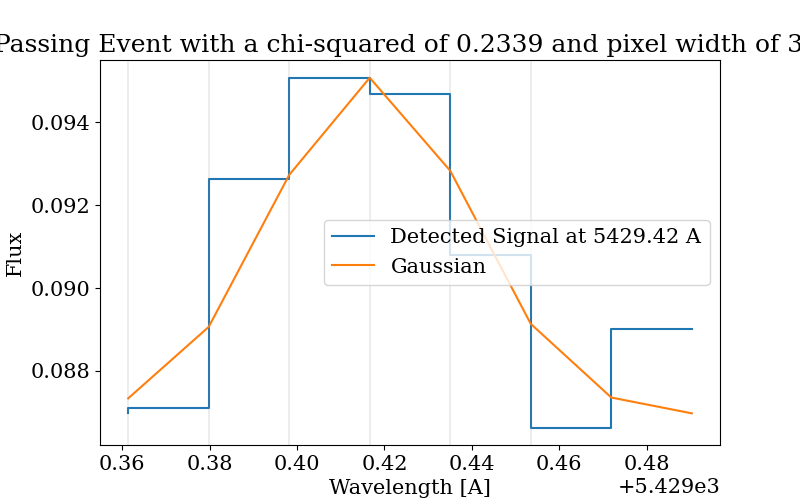 Passing Event with a chi-squared of 0.2339 and pixel width of 3
0.094
0.092
0.090
0.088
Flux
Detected Signal at 5429.42 A
Gaussian
0.36 0.38 0.40 0.42 0.44 0.46 0.48
Wavelength [A]
+5.429e3